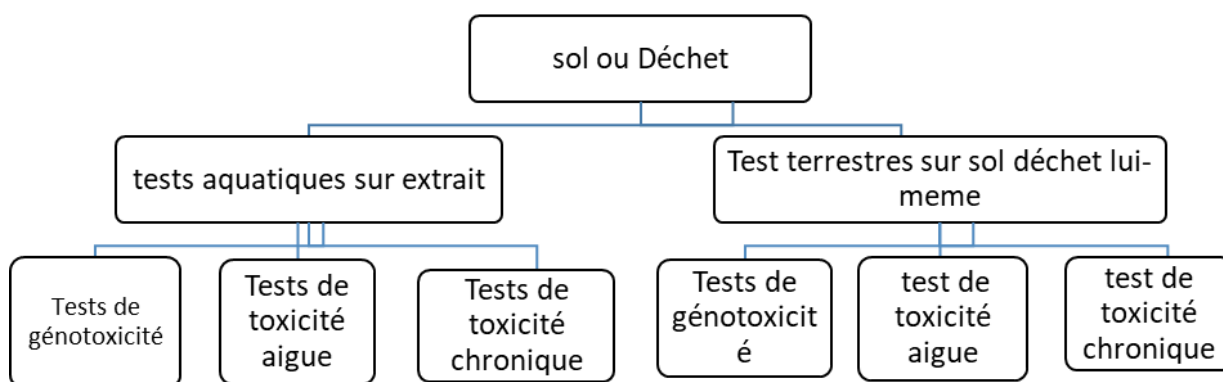 sol ou Déchet
tests aquatiques sur extrait
Test terrestres sur sol déchet lui-
meme
Tests de
génotoxicité
Tests de
toxicité
aigue
Tests de
toxicité
chronique
Tests de
génotoxicit
é
test de
toxicité
aigue
test de
toxicité
chronique